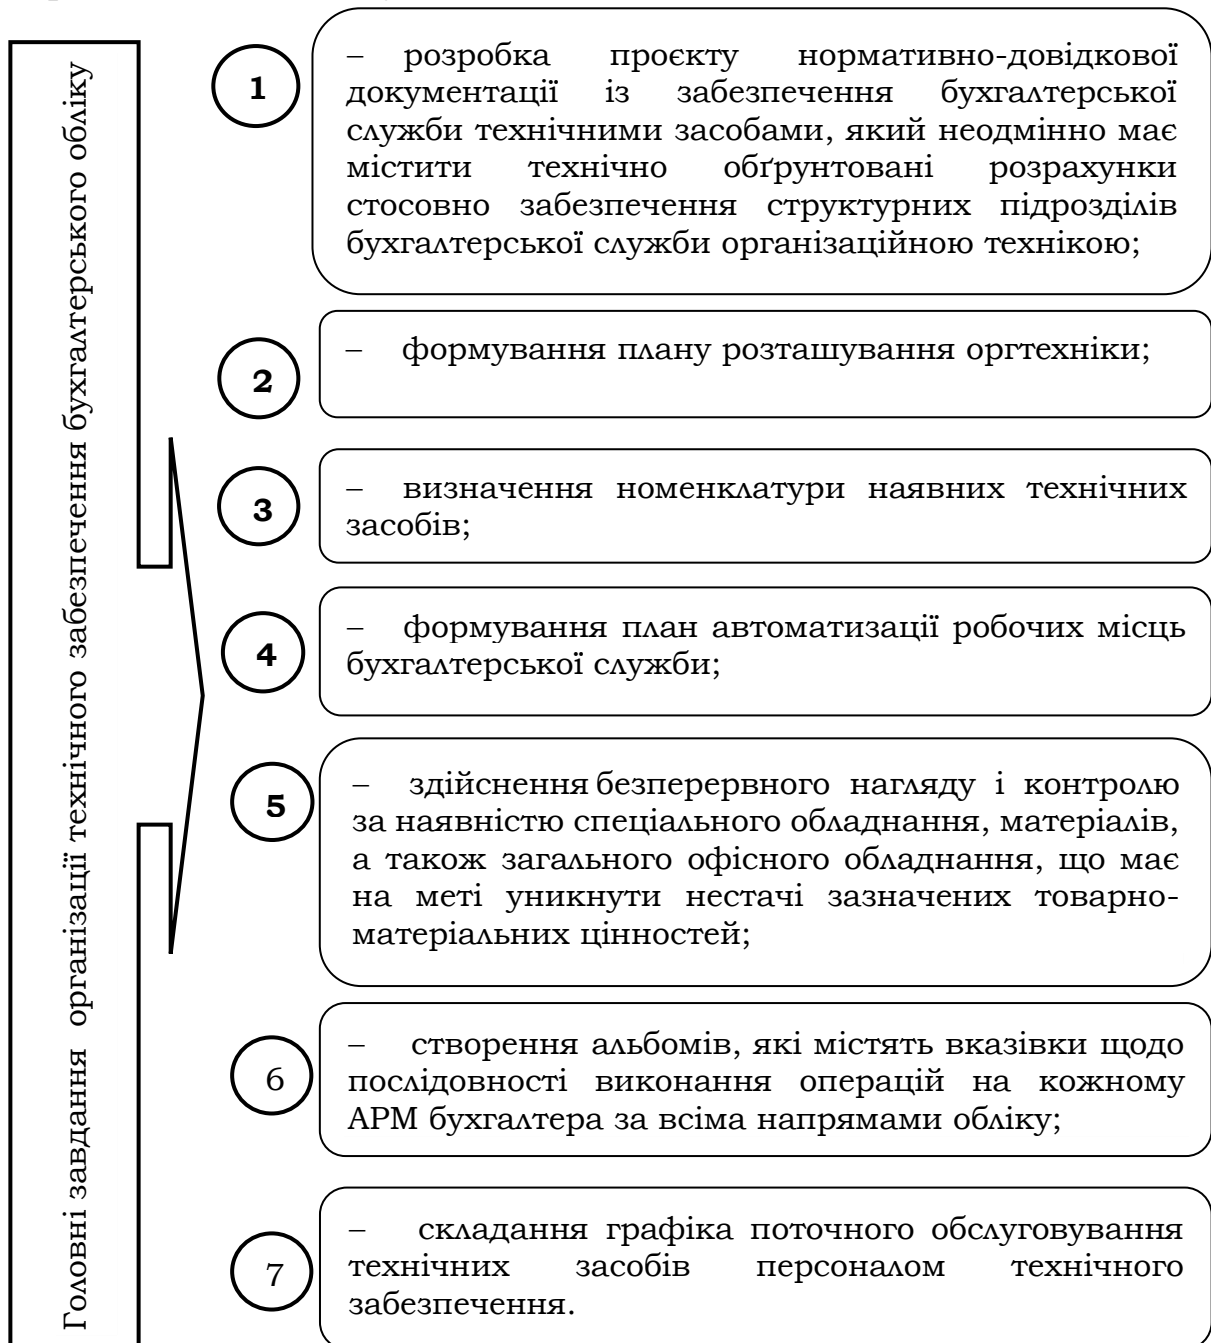 Головні завдання організації технічного забезпечення бухгалтерського обліку
1
– розробка проєкту нормативно-довідкової
документації із забезпечення бухгалтерської
служби технічними засобами, який неодмінно має
містити технічно обґрунтовані розрахунки
стосовно забезпечення структурних підрозділів
бухгалтерської служби організаційною технікою;
2
– формування плану розташування оргтехніки;
3
– визначення номенклатури наявних технічних
засобів;
4
– формування план автоматизації робочих місць
бухгалтерської служби;
5
– здійснення безперервного нагляду і контролю
за наявністю спеціального обладнання, матеріалів,
а також загального офісного обладнання, що має
на меті уникнути нестачі зазначених товарно-
матеріальних цінностей;
6
– створення альбомів, які містять вказівки щодо
послідовності виконання операцій на кожному
АРМ бухгалтера за всіма напрямами обліку;
7
– складання графіка поточного обслуговування
технічних засобів персоналом технічного
забезпечення.